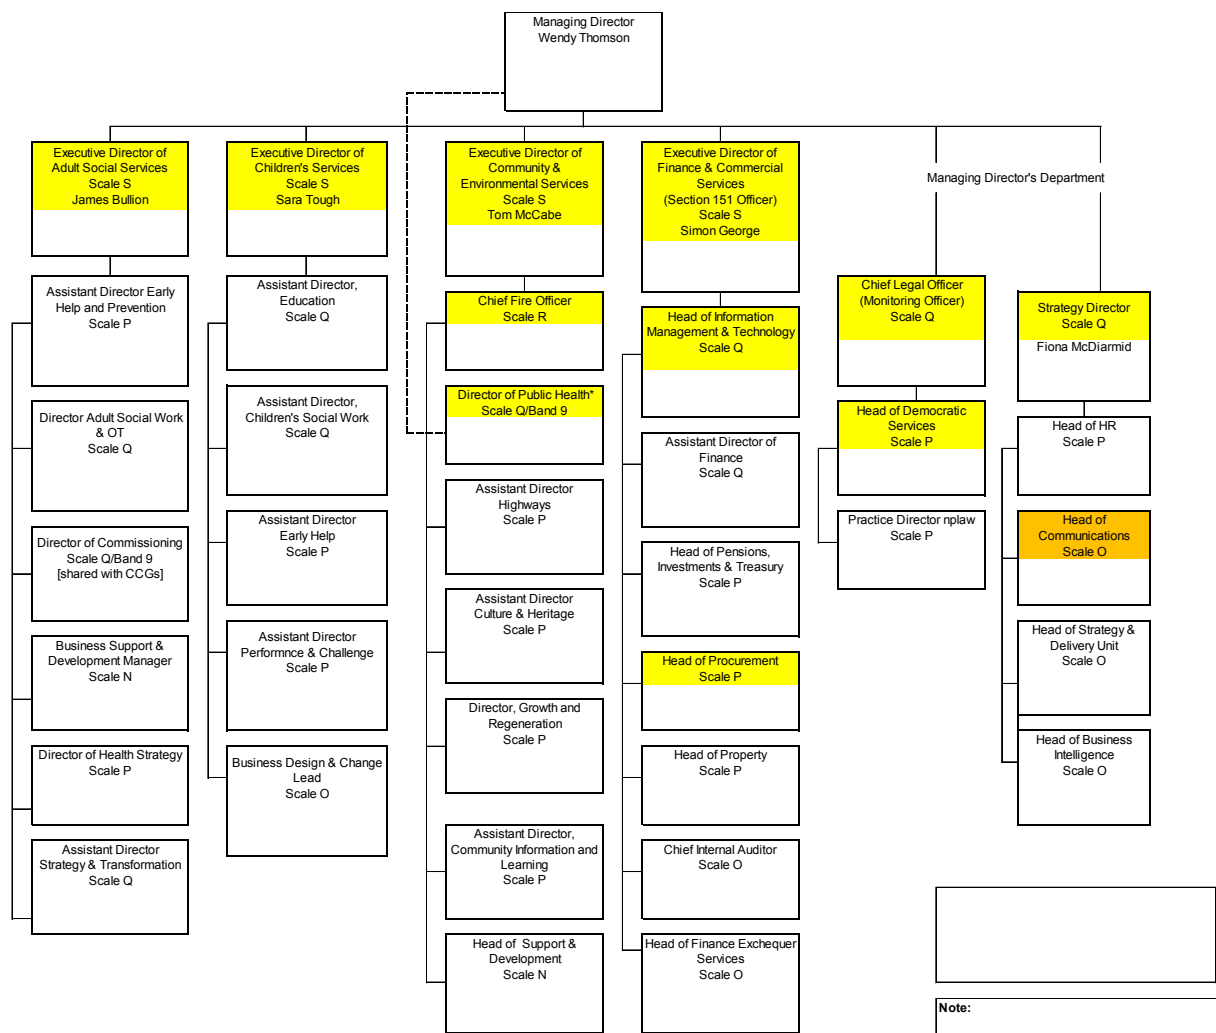 Managing Director
Wendy Thomson
Executive Director of
Adult Social Services
Scale S
James Bullion
Executive Director of
Children's Services
Scale S
Sara Tough
Executive Director of
Community &
Environmental Services
Scale S
Tom McCabe
Executive Director of
Finance & Commercial
Services
(Section 151 Officer)
Scale S
Simon George
Managing Director's Department
Assistant Director Early
Help and Prevention
Scale P
Director Adult Social Work
& OT
Scale Q
Director of Commissioning
Scale Q/Band 9
[shared with CCGs]
Business Support &
Development Manager
Scale N
Director of Health Strategy
Scale P
Assistant Director
Strategy & Transformation
Scale Q
Assistant Director,
Education
Scale Q
Assistant Director,
Children's Social Work
Scale Q
Assistant Director
Early Help
Scale P
Assistant Director
Performnce & Challenge
Scale P
Business Design & Change
Lead
Scale O
Chief Fire Officer
Scale R
Director of Public Health*
Scale Q/Band 9
Assistant Director
Highways
Scale P
Assistant Director
Culture & Heritage
Scale P
Director, Growth and
Regeneration
Scale P
Assistant Director,
Community Information and
Learning
Scale P
Head of Support &
Development
Scale N
Head of Information
Management & Technology
Scale Q
Assistant Director of
Finance
Scale Q
Head of Pensions,
Investments & Treasury
Scale P
Head of Procurement
Scale P
Head of Property
Scale P
Chief Internal Auditor
Scale O
Head of Finance Exchequer
Services
Scale O
Chief Legal Officer
(Monitoring Officer)
Scale Q
Head of Democratic
Services
Scale P
Practice Director nplaw
Scale P
Strategy Director
Scale Q
Fiona McDiarmid
Head of HR
Scale P
Head of
Communications
Scale O
Head of Strategy &
Delivery Unit
Scale O
Head of Business
Intelligence
Scale O
Note: